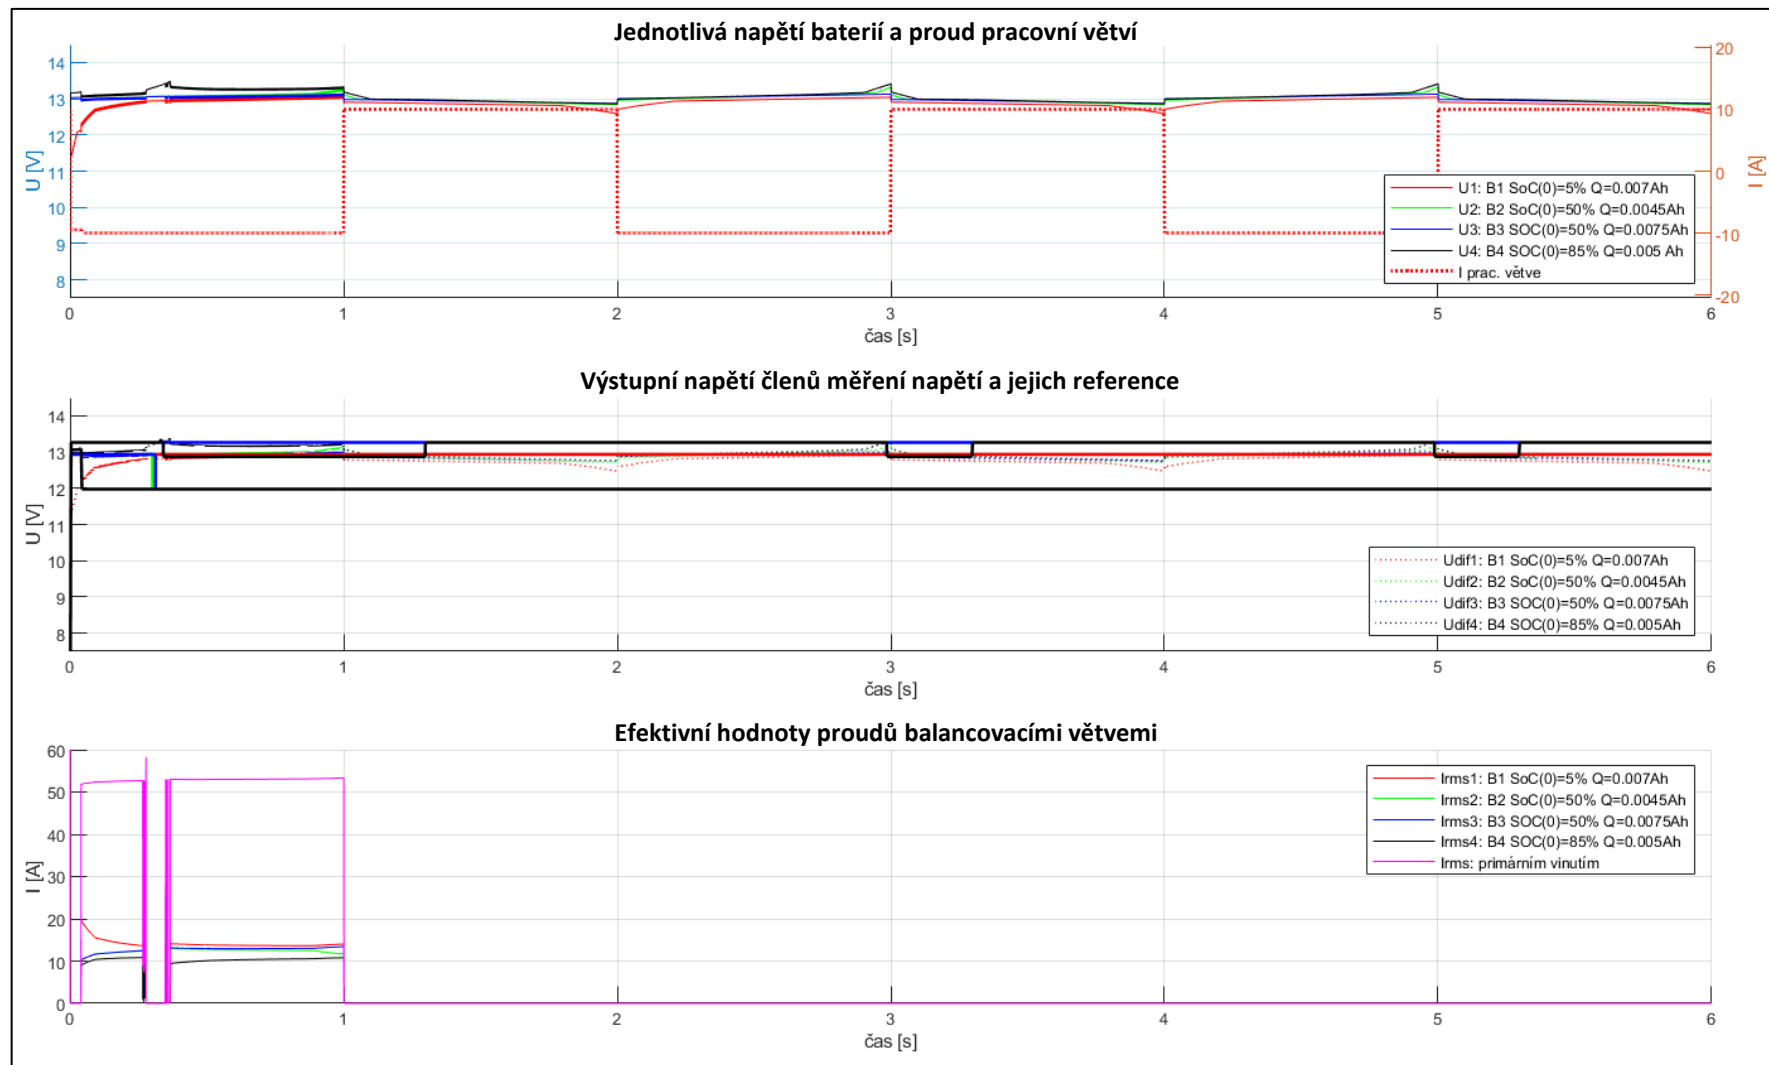 Jednotlivá napětí baterií a proud pracovní větví
14
13
12
11
10
9
8
U [V]
20
10
0
-10
-20
I [A]
U1: B1 SoC(0)=5% Q=0.007Ah
U2: B2 SoC(0)=50% Q=0.0045Ah
U3: B3 SOC(0)=50% Q=0.0075Ah
U4: B4 SOC(0)=85% Q=0.005 Ah
I prac. větve
0 1 2 3 4 5 6
čas [s]
Výstupní napětí členů měření napětí a jejich reference
14
13
12
11
10
9
8
U [V]
Udif1: B1 SoC(0)=5% Q=0.007Ah
Udif2: B2 SoC(0)=50% Q=0.0045Ah
Udif3: B3 SOC(0)=50% Q=0.0075Ah
Udif4: B4 SOC(0)=85% Q=0.005Ah
0 1 2 3 4 5 6
čas [s]
Efektivní hodnoty proudů balancovacími větvemi
60
50
40
30
20
10
0
I [A]
Irms1: B1 SoC(0)=5% Q=0.007Ah
Irms2: B2 SoC(0)=50% Q=0.0045Ah
Irms3: B3 SOC(0)=50% Q=0.0075Ah
Irms4: B4 SOC(0)=85% Q=0.005Ah
Irms: primárním vinutím
0 1 2 3 4 5 6
čas [s]